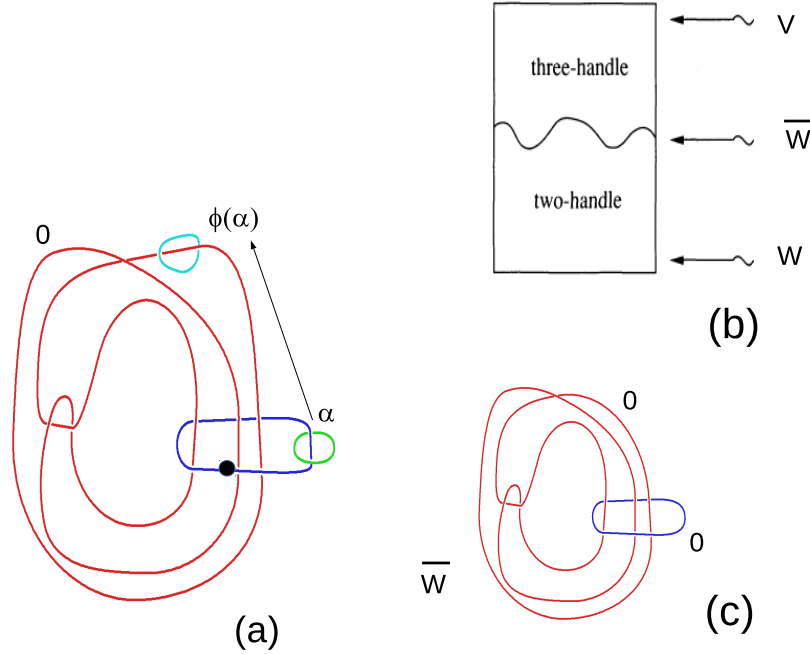 V
three-handle
W̅
two-handle
W
(b)
ϕ(α)
0
α
(a)
0
0
W̅
(c)